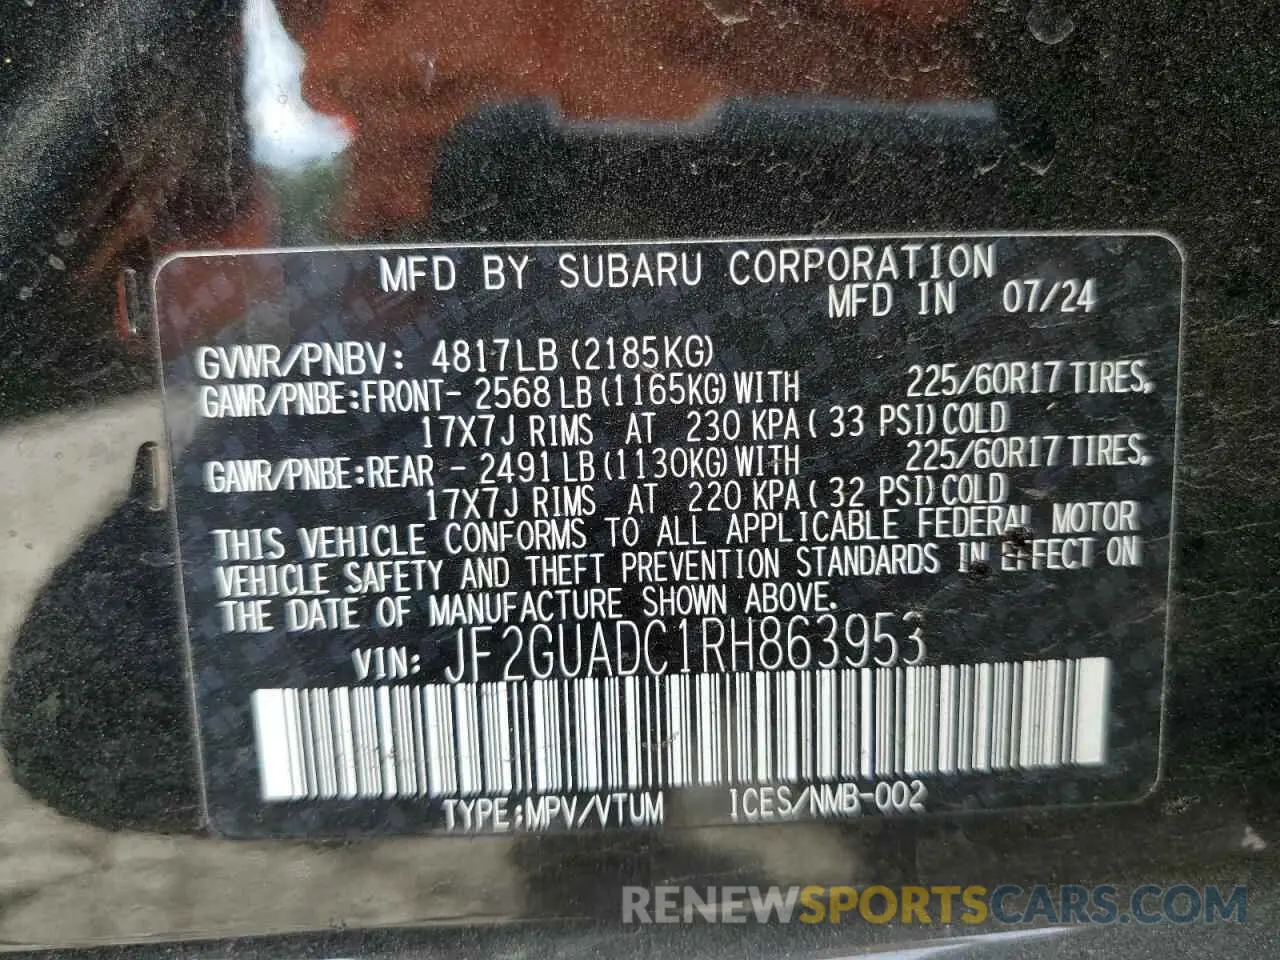 MFD BY SUBARU CORPORATION
MFD IN 07/24
GVWR/PNBV: 4817LB (2185KG)
GAWR/PNBE:FRONT- 2568 LB (1165KG) WITH 225/60R17 TIRES,
17X7J RIMS AT 230 KPA ( 33 PSI) COLD
GAWR/PNBE:REAR - 2491 LB (1130KG) WITH 225/60R17 TIRES,
17X7J RIMS AT 220 KPA ( 32 PSI) COLD
THIS VEHICLE CONFORMS TO ALL APPLICABLE FEDERAL MOTOR
VEHICLE SAFETY AND THEFT PREVENTION STANDARDS IN EFFECT ON
THE DATE OF MANUFACTURE SHOWN ABOVE.
VIN: JF2GUADC1RH863953
TYPE:MPV/VTUM ICES/NMB-002
RENEWSPORTSCARS.COM